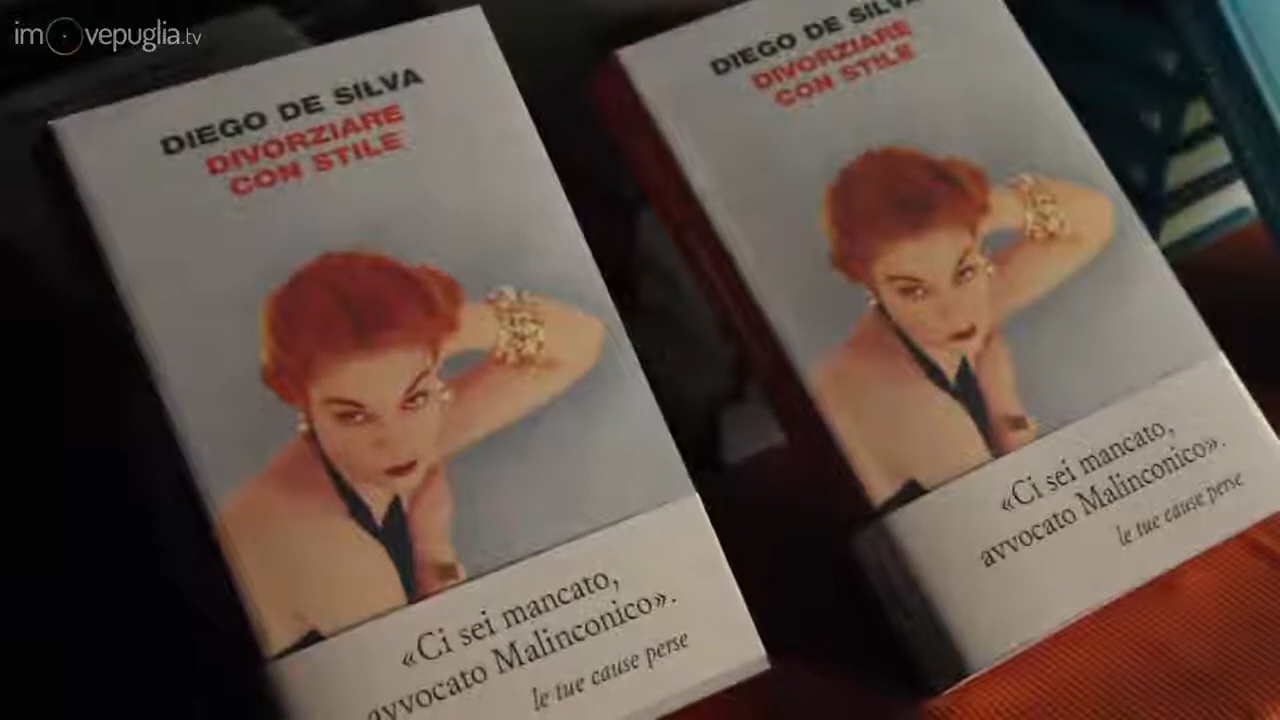 imovepuglia.tv
DIEGO DE SILVA
DIVORZIARE
CON STILE
«Ci sei mancato,
avvocato Malinconico».
le tue cause perse
DIEGO DE SILVA
DIVORZIARE
CON STILE
«Ci sei mancato,
avvocato Malinconico».
le tue cause perse